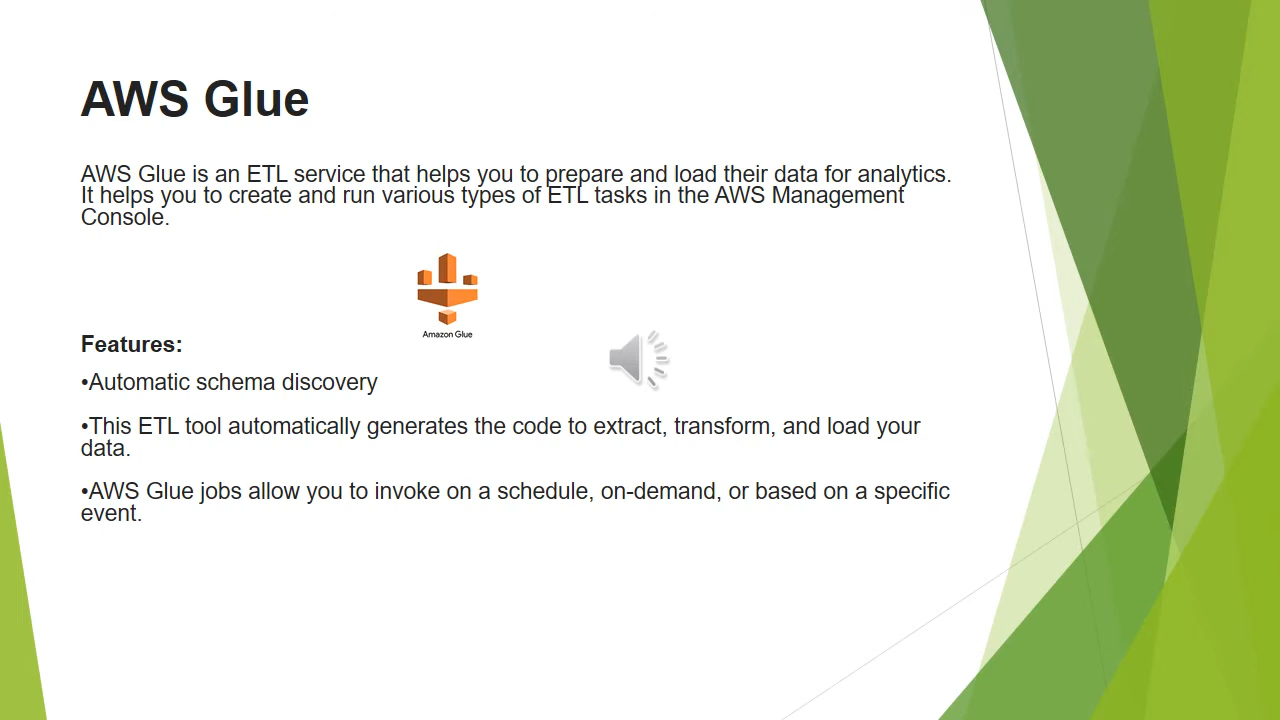 AWS Glue
AWS Glue is an ETL service that helps you to prepare and load their data for analytics.
It helps you to create and run various types of ETL tasks in the AWS Management
Console.
Amazon Glue
Features:
•Automatic schema discovery
•This ETL tool automatically generates the code to extract, transform, and load your
data.
•AWS Glue jobs allow you to invoke on a schedule, on-demand, or based on a specific
event.